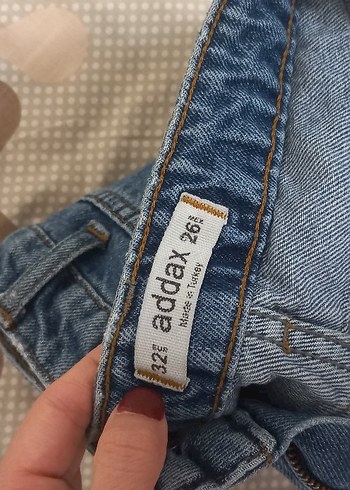 32 EU
addax
Made in Turkey
26 MEX